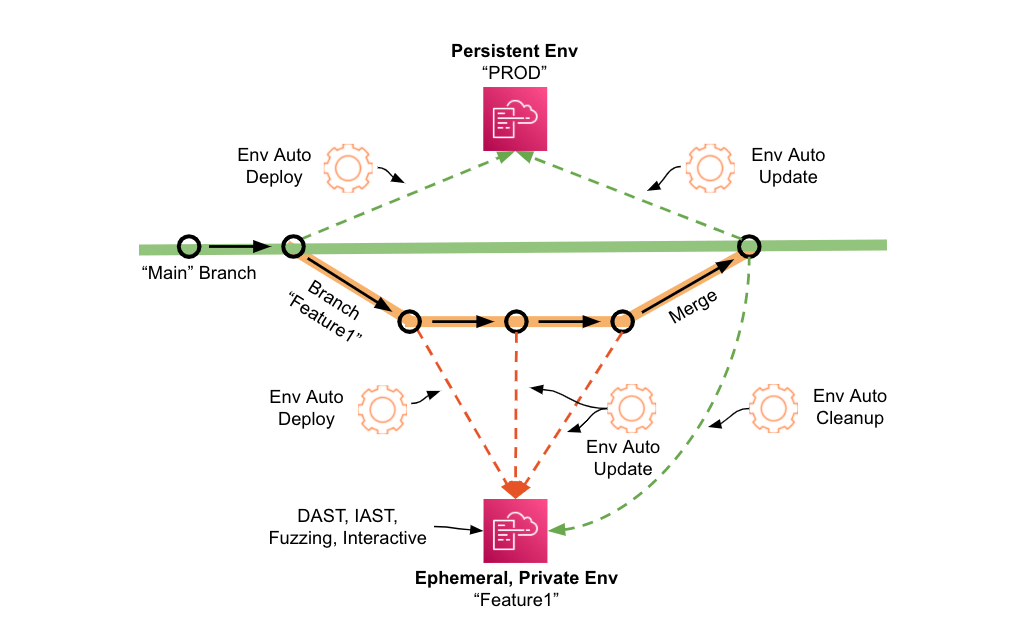 Persistent Env
“PROD”
Env Auto
Deploy
Env Auto
Update
“Main” Branch
Branch
“Feature1”
Merge
Env Auto
Deploy
Env Auto
Update
Env Auto
Cleanup
DAST, IAST,
Fuzzing, Interactive
Ephemeral, Private Env
“Feature1”